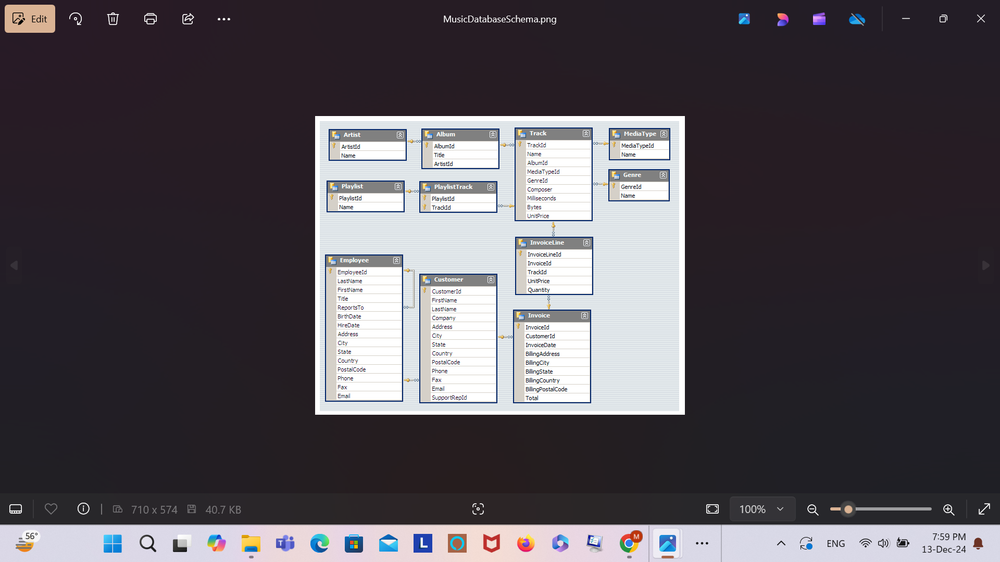 Edit
MusicDatabaseSchema.png
Artist
ArtistId
Name
Album
AlbumId
Title
ArtistId
Track
TrackId
Name
AlbumId
MediaTypeId
GenreId
Composer
Milliseconds
Bytes
UnitPrice
MediaType
MediaTypeId
Name
Genre
GenreId
Name
Playlist
PlaylistId
Name
PlaylistTrack
PlaylistId
TrackId
InvoiceLine
InvoiceLineId
InvoiceId
TrackId
UnitPrice
Quantity
Employee
EmployeeId
LastName
FirstName
Title
ReportsTo
BirthDate
HireDate
Address
City
State
Country
PostalCode
Phone
Fax
Email
Customer
CustomerId
FirstName
LastName
Company
Address
City
State
Country
PostalCode
Phone
Fax
Email
SupportRepId
Invoice
InvoiceId
CustomerId
InvoiceDate
BillingAddress
BillingCity
BillingState
BillingCountry
BillingPostalCode
Total
710 x 574 40.7 KB
100%
56°
L
M
ENG
7:59 PM
13-Dec-24